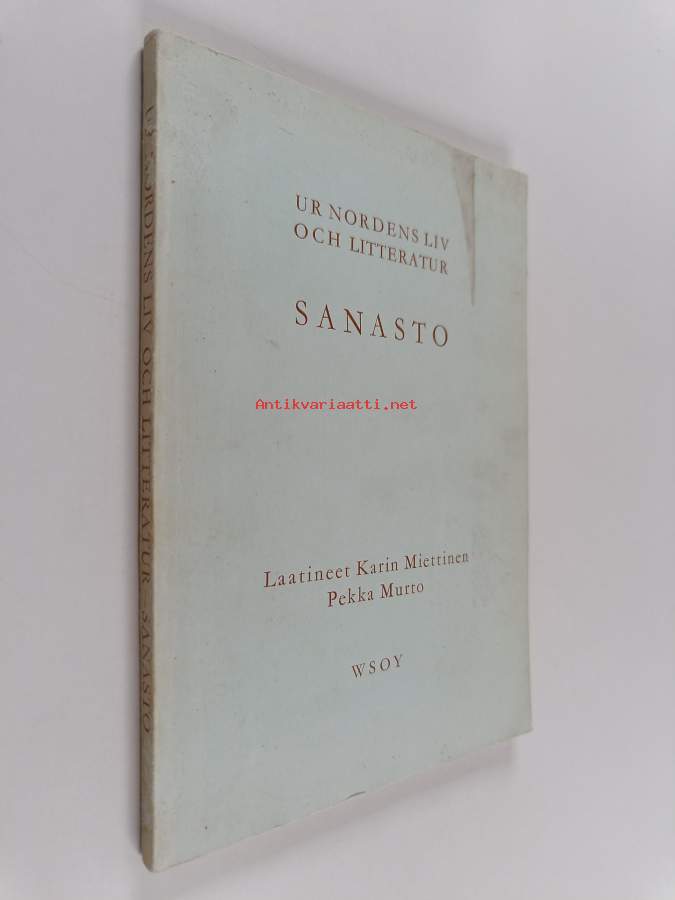 UR NORDENS LIV OCH LITTERATUR - SANASTO
UR NORDENS LIV
OCH LITTERATUR
SANASTO
Antikvariaatti.net
Laatineet Karin Miettinen
Pekka Murto
WSOY